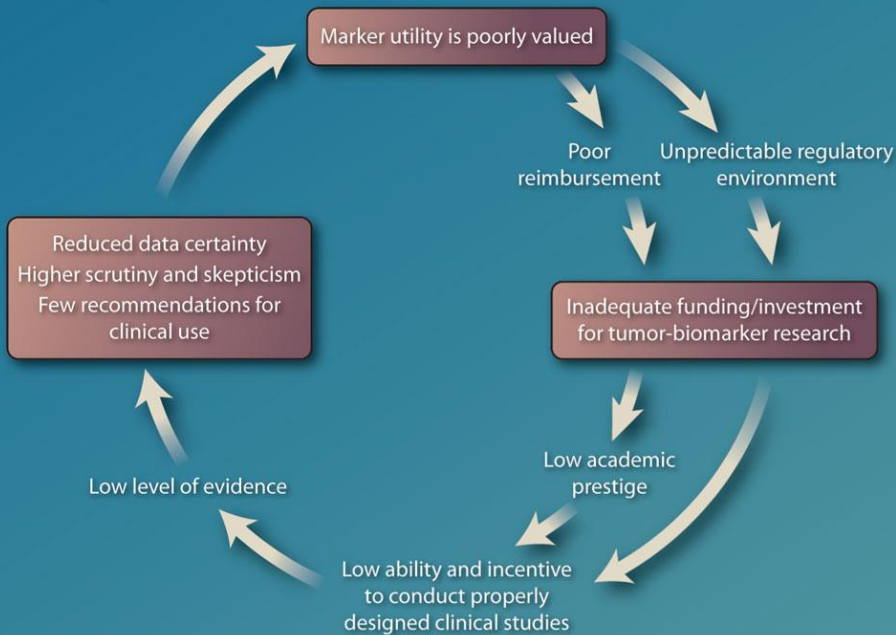 Marker utility is poorly valued
Poor
reimbursement
Unpredictable regulatory
environment
Inadequate funding/investment
for tumor-biomarker research
Low academic
prestige
Low ability and incentive
to conduct properly
designed clinical studies
Low level of evidence
Reduced data certainty
Higher scrutiny and skepticism
Few recommendations for
clinical use